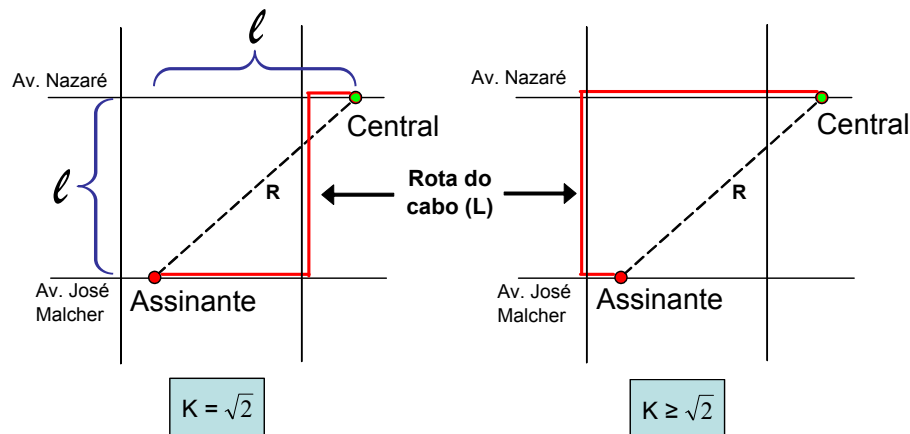 ℓ
Av. Nazaré
Central
ℓ
R
Av. José
Malcher
Assinante
K = √2
Rota do
cabo (L)
Av. Nazaré
Central
R
Av. José
Malcher
Assinante
K ≥ √2